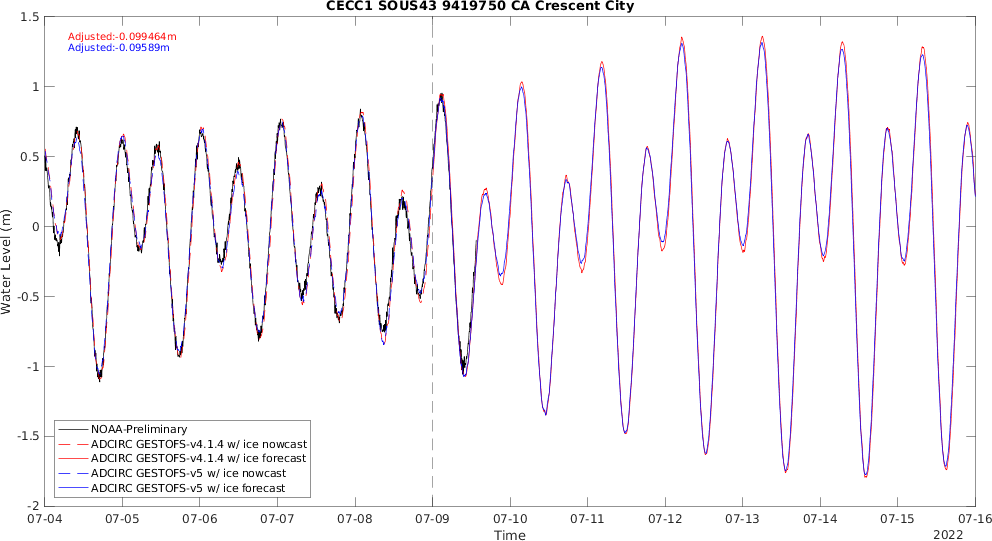 CECC1 SOUS43 9419750 CA Crescent City
Adjusted:-0.099464m
Adjusted:-0.09589m
1.5
1
0.5
0
-0.5
-1
-1.5
-2
Water Level (m)
NOAA-Preliminary
ADCIRC GESTOFS-v4.1.4 w/ ice nowcast
ADCIRC GESTOFS-v4.1.4 w/ ice forecast
ADCIRC GESTOFS-v5 w/ ice nowcast
ADCIRC GESTOFS-v5 w/ ice forecast
07-04 07-05 07-06 07-07 07-08 07-09 07-10 07-11 07-12 07-13 07-14 07-15 07-16
Time
2022